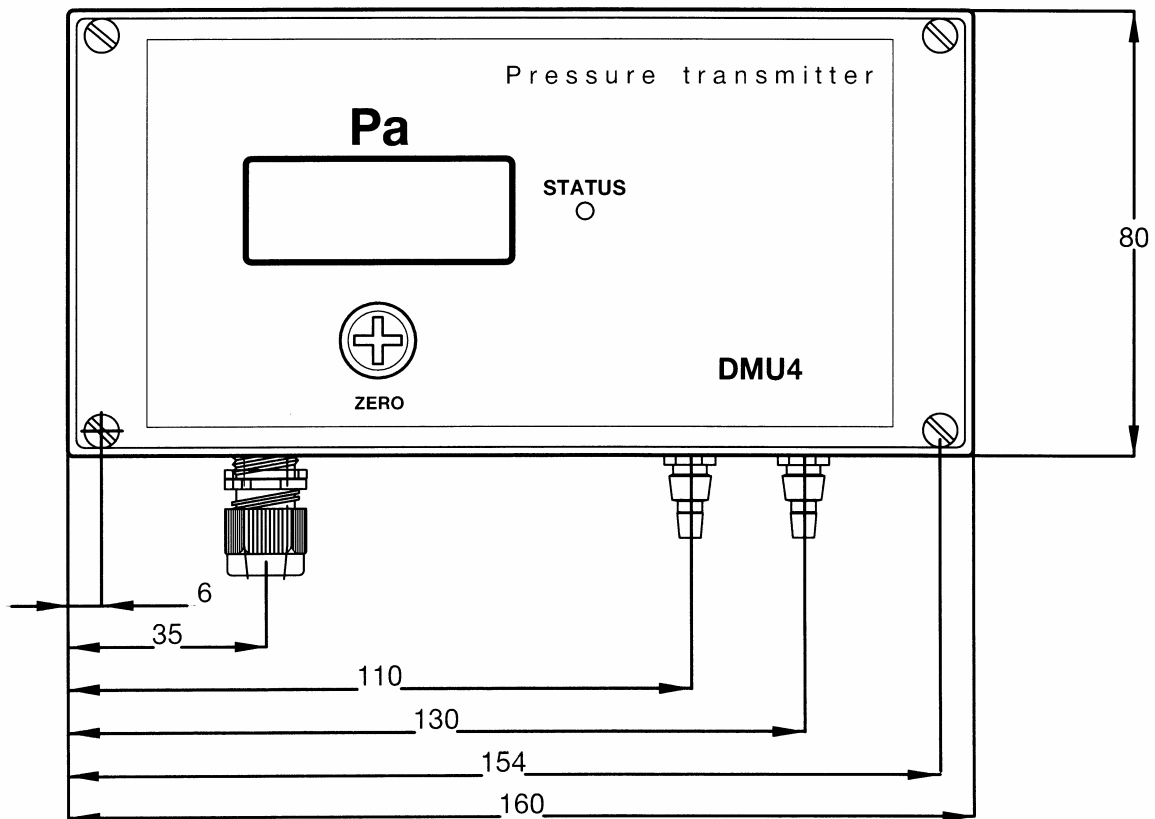 Pressure transmitter
Pa
STATUS
80
DMU4
ZERO
6
35
110
130
154
160